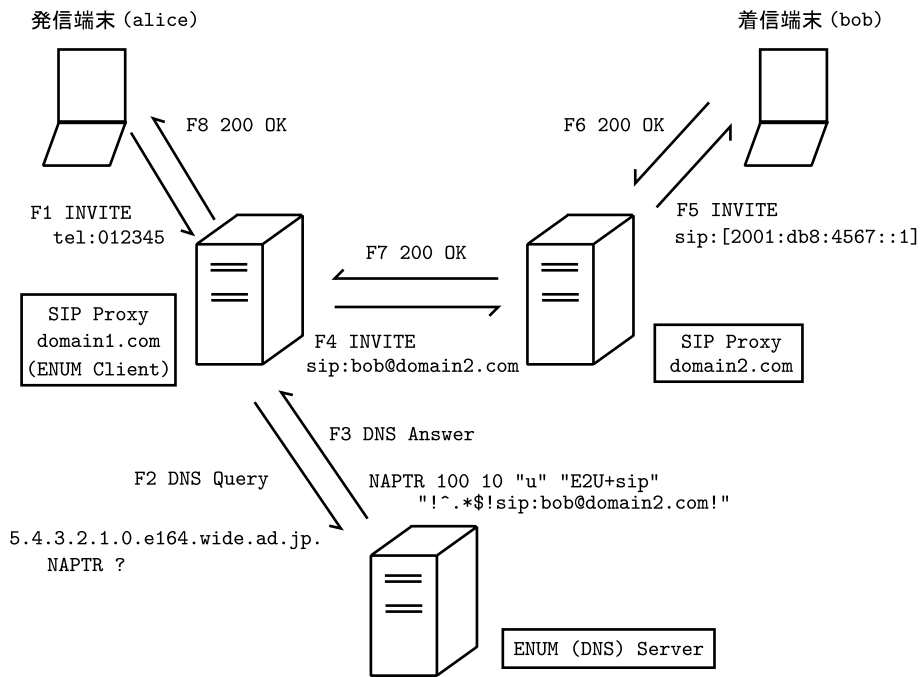 発信端末 (alice)
着信端末 (bob)
F8 200 OK
F6 200 OK
F1 INVITE
tel:012345
F5 INVITE
sip:[2001:db8:4567::1]
F7 200 OK
SIP Proxy
domain1.com
(ENUM Client)
F4 INVITE
sip:bob@domain2.com
SIP Proxy
domain2.com
F3 DNS Answer
F2 DNS Query
NAPTR 100 10 "u" "E2U+sip"
"!^.*$!sip:bob@domain2.com!"
5.4.3.2.1.0.e164.wide.ad.jp.
NAPTR ?
ENUM (DNS) Server